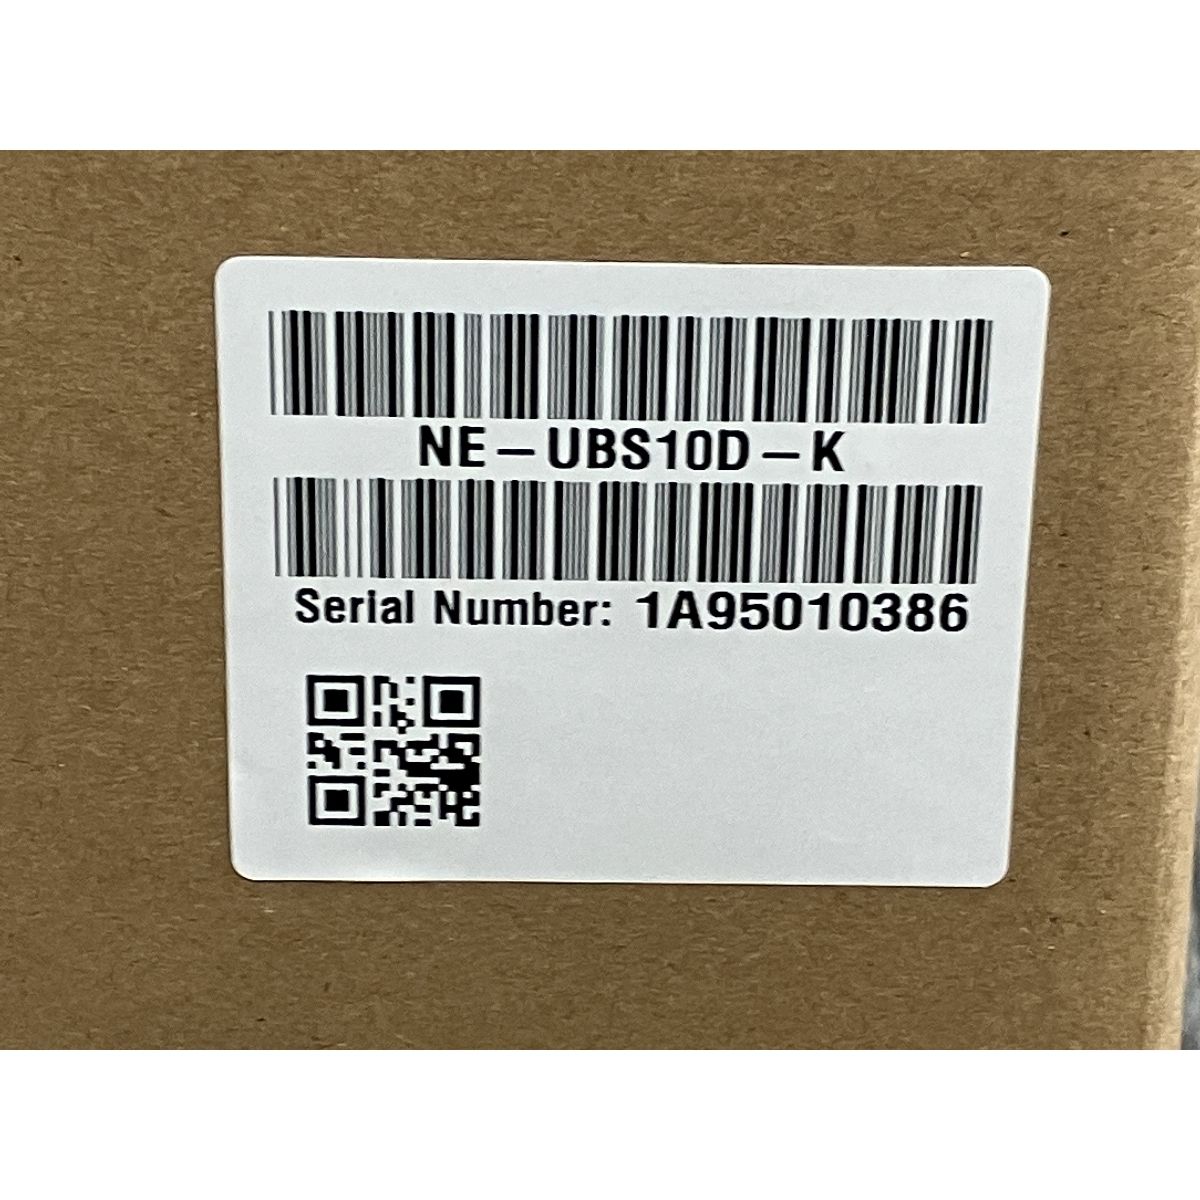 NE-UBS10D-K
Serial Number: 1A95010386